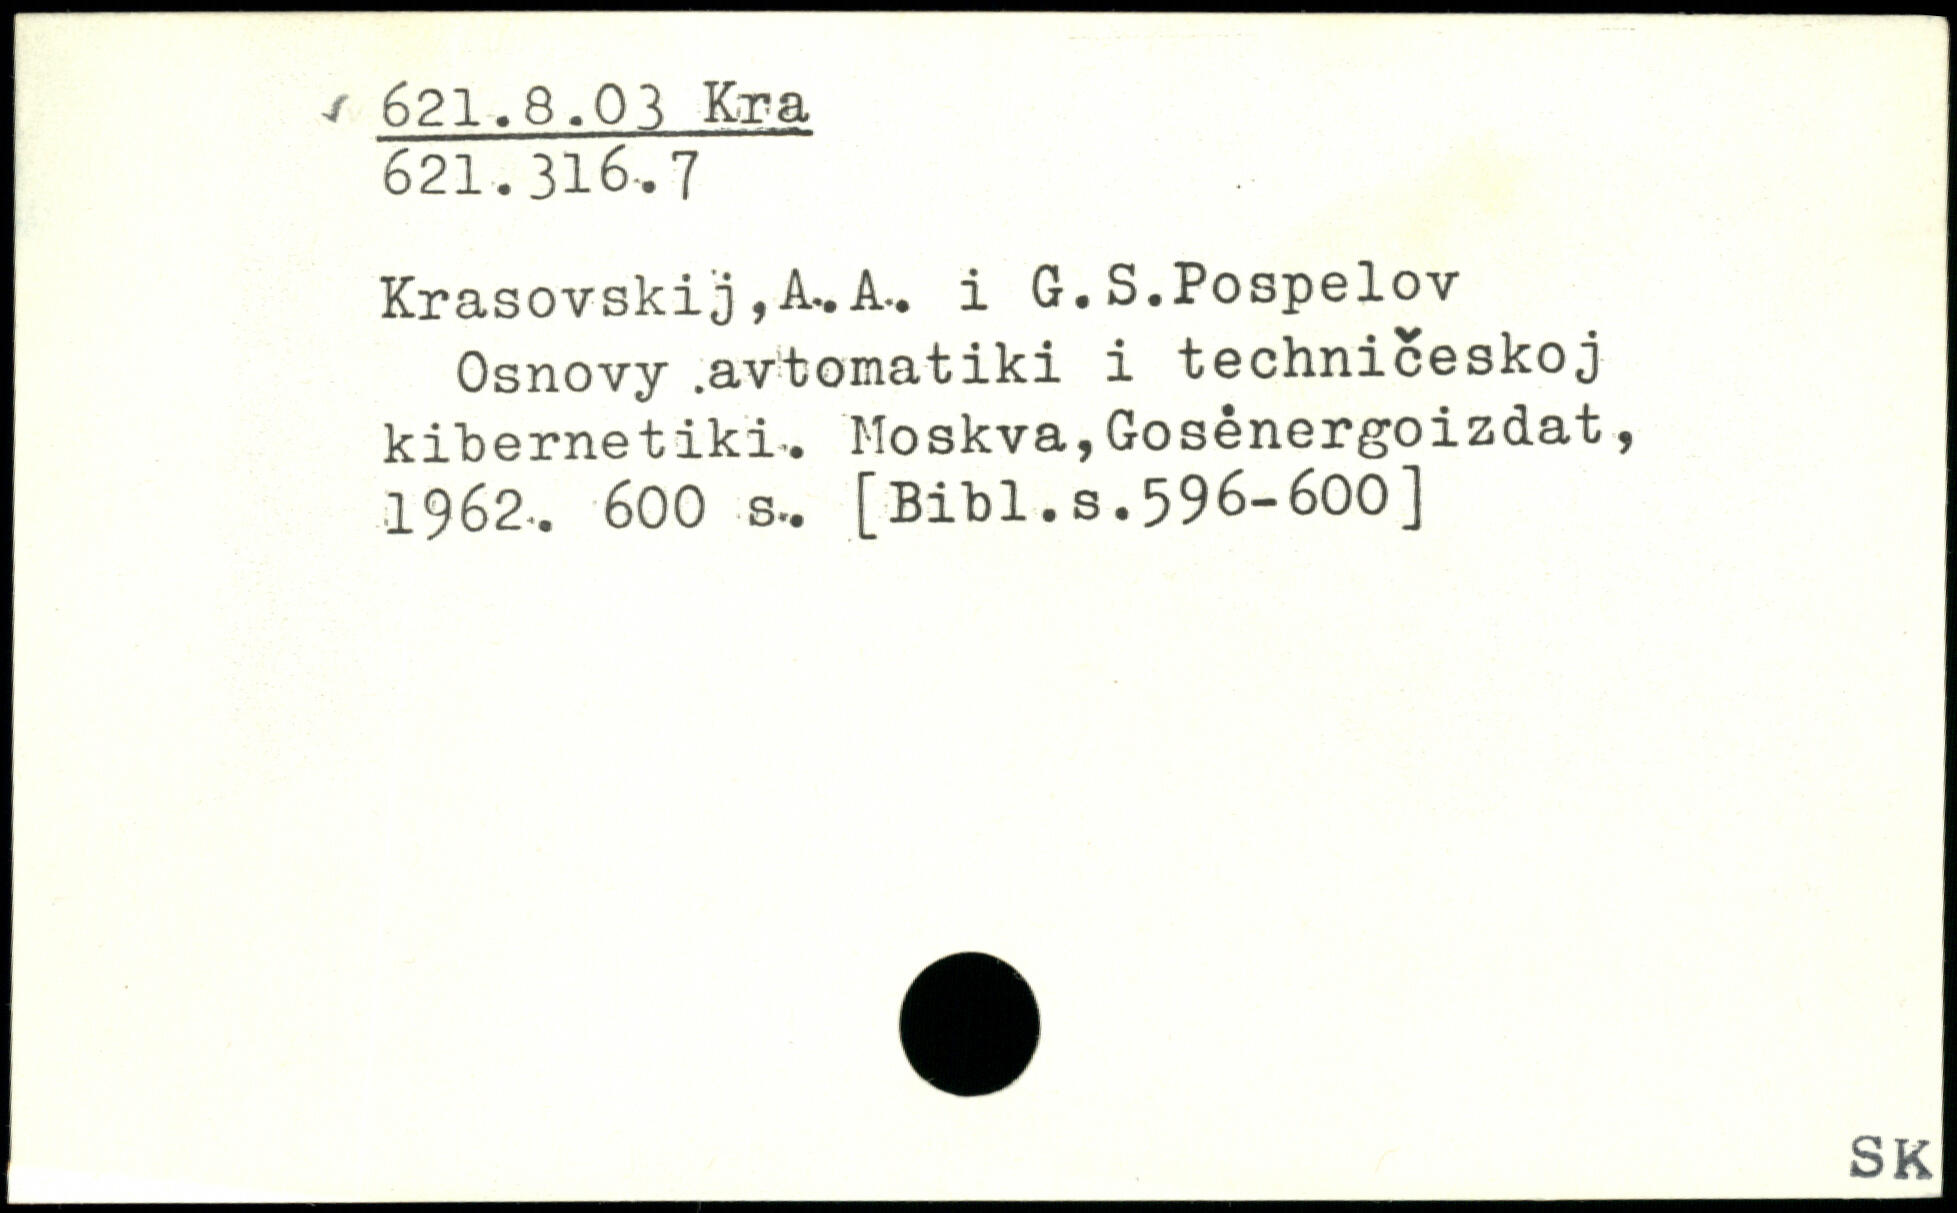 621.8.03 Kra
621.316.7
Krasovskij,A.A. i G.S.Pospelov
Osnovy avtomatiki i techničeskoj
kibernetiki. Moskva,Gosėnergoizdat,
1962. 600 s. [Bibl.s.596-600]
SK